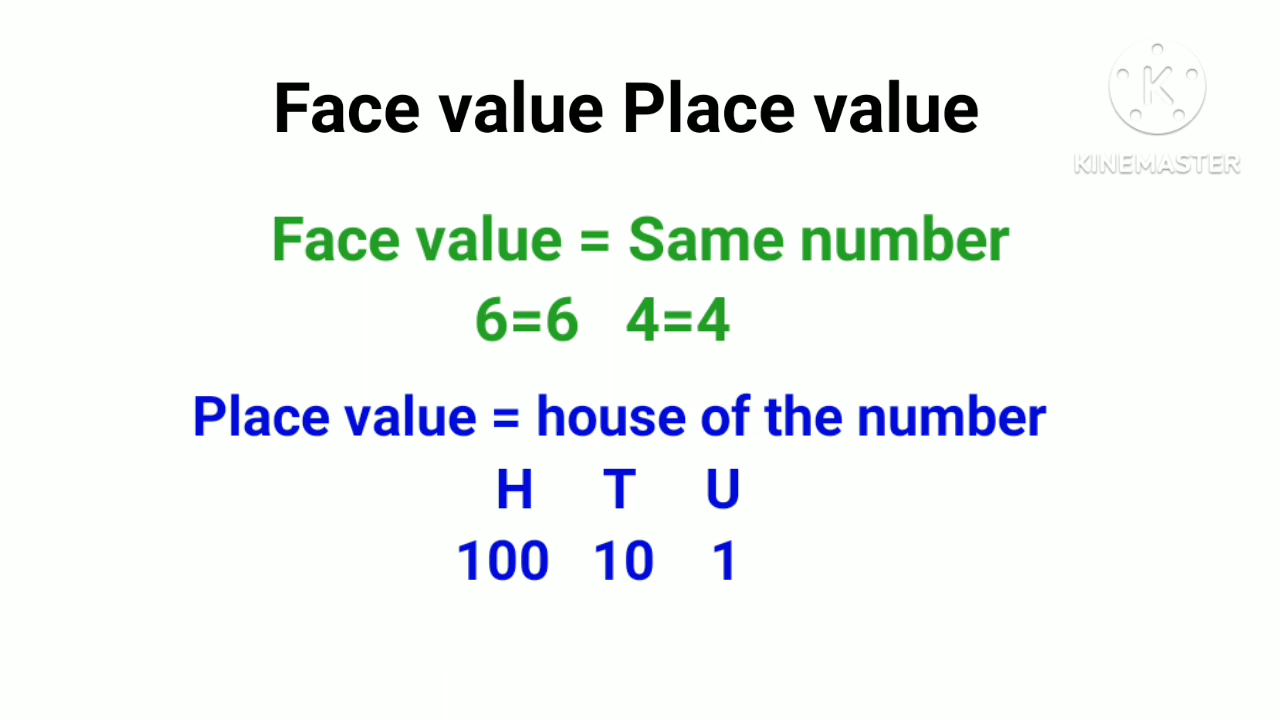 Face value Place value
KINEMASTER
Face value = Same number
6=6 4=4
Place value = house of the number
H T U
100 10 1